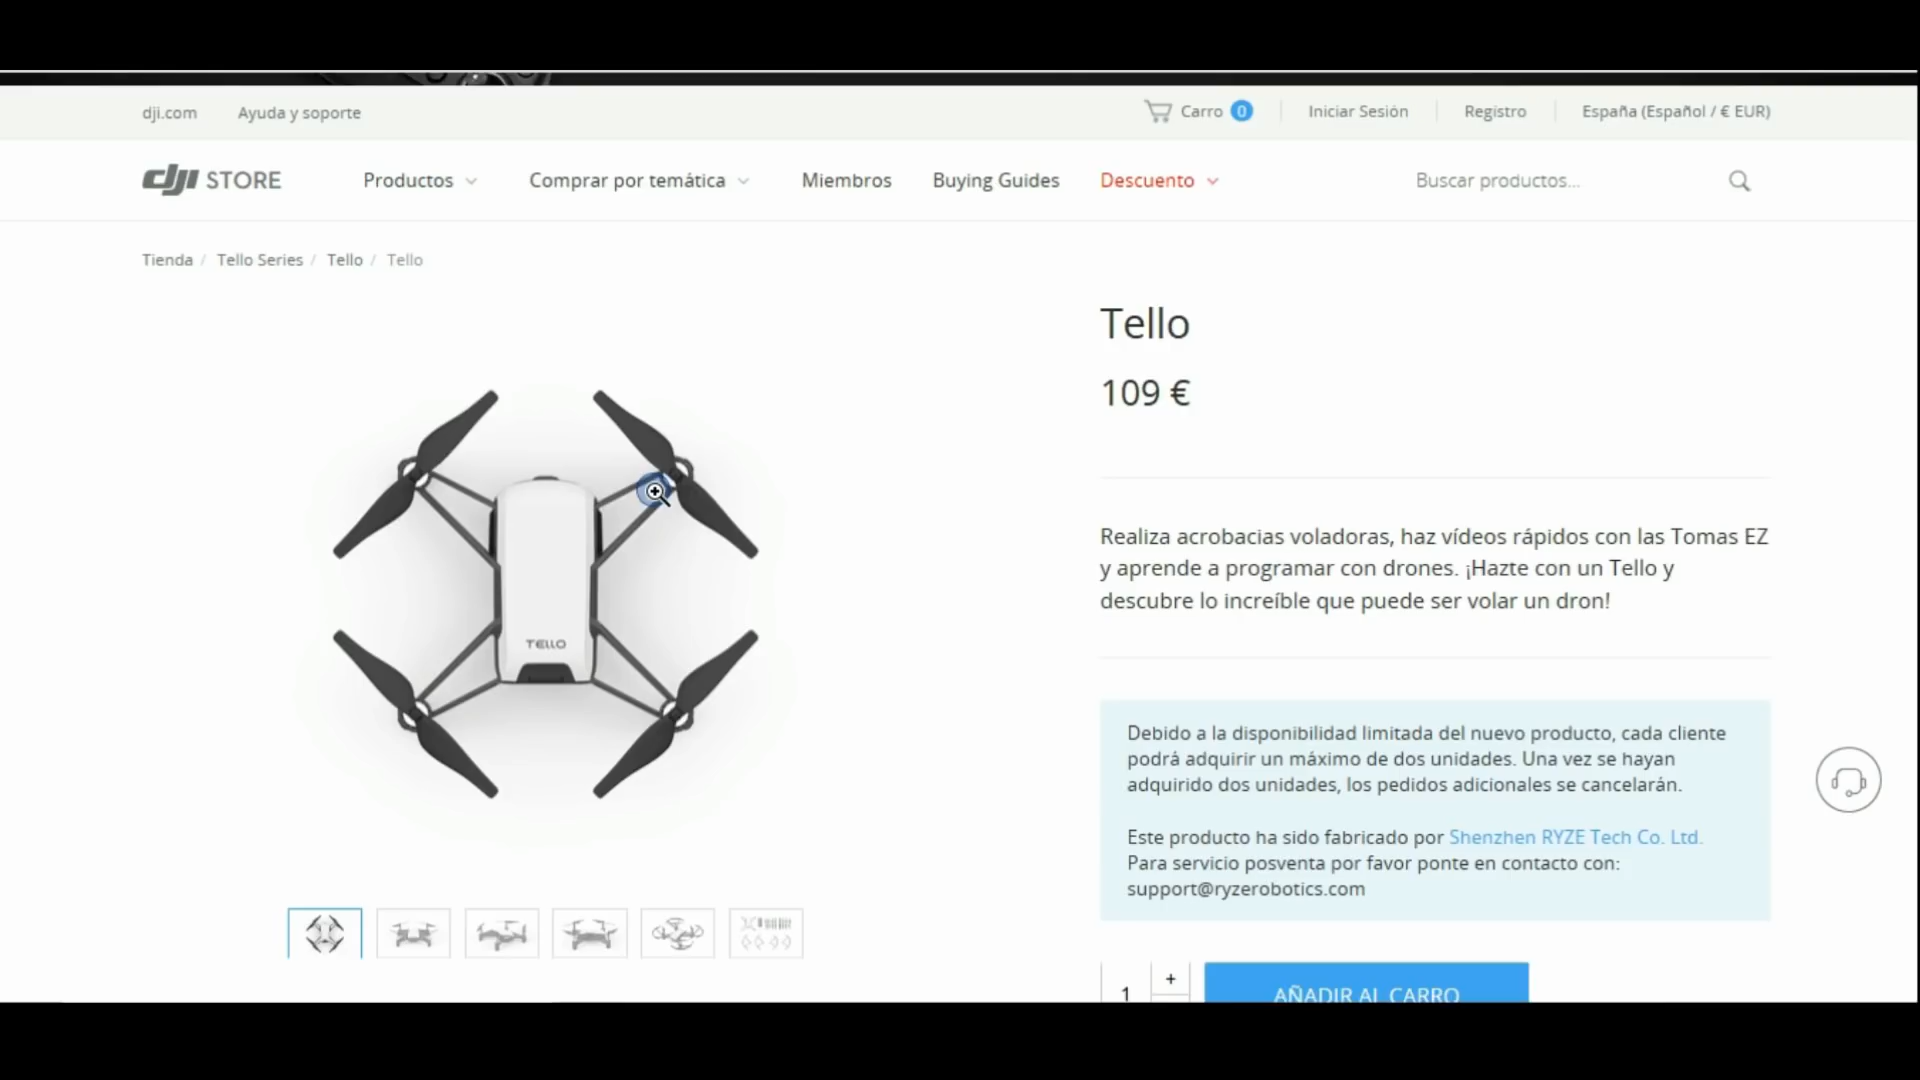 dji.com
Ayuda y soporte
Carro 0
Iniciar Sesión
Registro
España (Español / € EUR)
dji STORE
Productos
Comprar por temática
Miembros
Buying Guides
Descuento
Buscar productos...
Tienda / Tello Series / Tello / Tello
Tello
109 €
TELLO
Realiza acrobacias voladoras, haz vídeos rápidos con las Tomas EZ
y aprende a programar con drones. ¡Hazte con un Tello y
descubre lo increíble que puede ser volar un dron!
Debido a la disponibilidad limitada del nuevo producto, cada cliente
podrá adquirir un máximo de dos unidades. Una vez se hayan
adquirido dos unidades, los pedidos adicionales se cancelarán.
Este producto ha sido fabricado por Shenzhen RYZE Tech Co. Ltd.
Para servicio posventa por favor ponte en contacto con:
support@ryzerobotics.com
1
+
AÑADIR AL CARRO